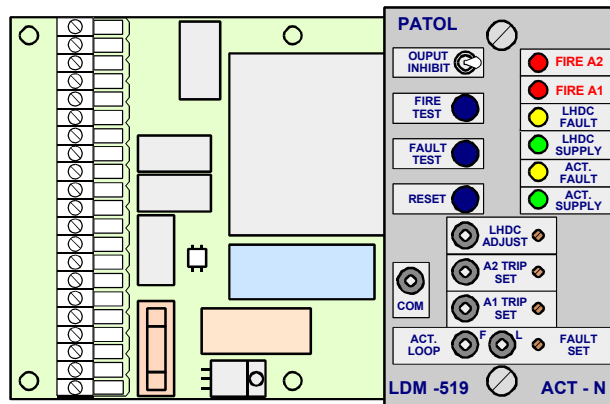 PATOL
OUPUT
INHIBIT
FIRE A2
FIRE A1
FIRE
TEST
LHDC
FAULT
LHDC
SUPPLY
FAULT
TEST
ACT.
FAULT
RESET
ACT.
SUPPLY
LHDC
ADJUST
A2 TRIP
SET
COM
A1 TRIP
SET
ACT.
LOOP
F L
FAULT
SET
LDM -519 ACT - N